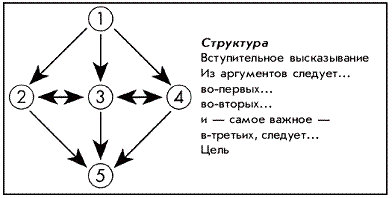 1
2 3 4
5
Структура
Вступительное высказывание
Из аргументов следует...
во-первых...
во-вторых...
и — самое важное —
в-третьих, следует...
Цель